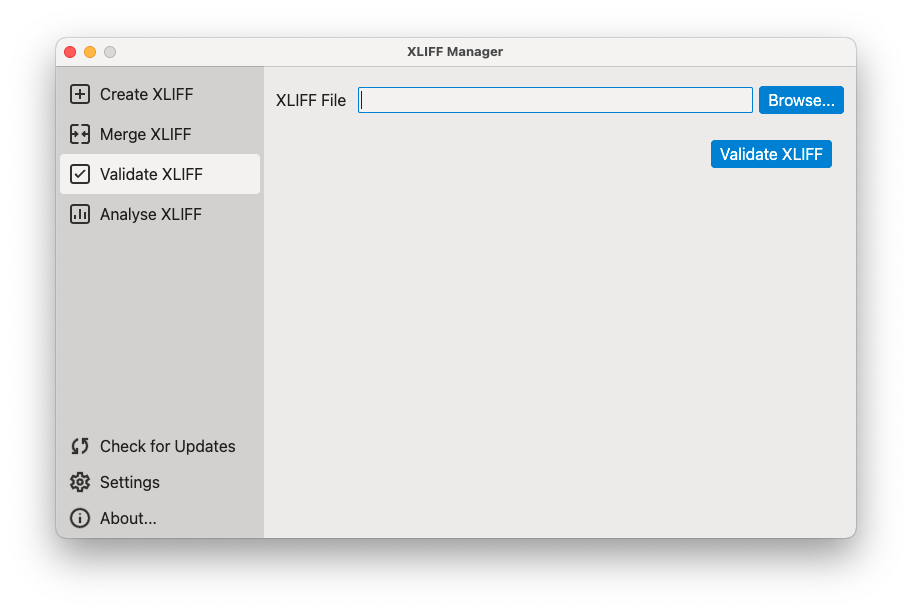 XLIFF Manager
Create XLIFF
Merge XLIFF
Validate XLIFF
Analyse XLIFF
XLIFF File
Browse...
Validate XLIFF
Check for Updates
Settings
About...